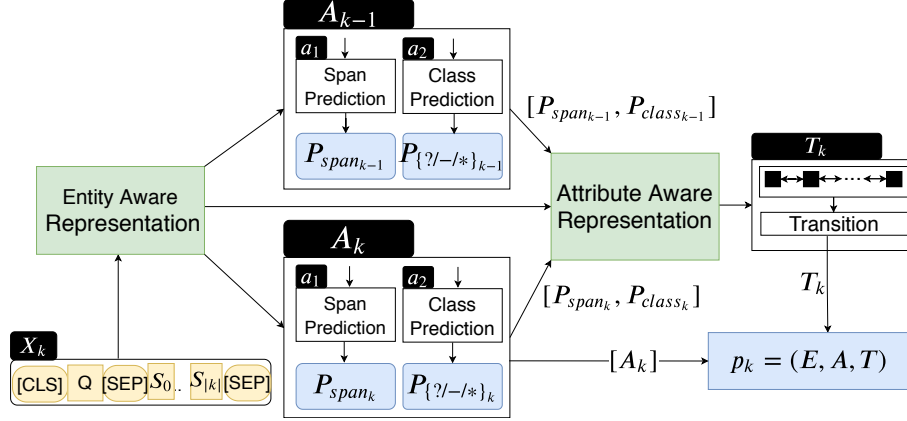 A_{k-1}
a_1
a_2
Span
Prediction
Class
Prediction
P_{span_{k-1}}
P_{{?/-/*}_{k-1}}
[P_{span_{k-1}}, P_{class_{k-1}}]
Entity Aware
Representation
Attribute Aware
Representation
T_k
Transition
A_k
a_1
a_2
Span
Prediction
Class
Prediction
P_{span_k}
P_{{?/-/*}_k}
[P_{span_k}, P_{class_k}]
T_k
[A_k]
p_k = (E, A, T)
X_k
[CLS] Q [SEP] S_0 .. S_{|k|} [SEP]